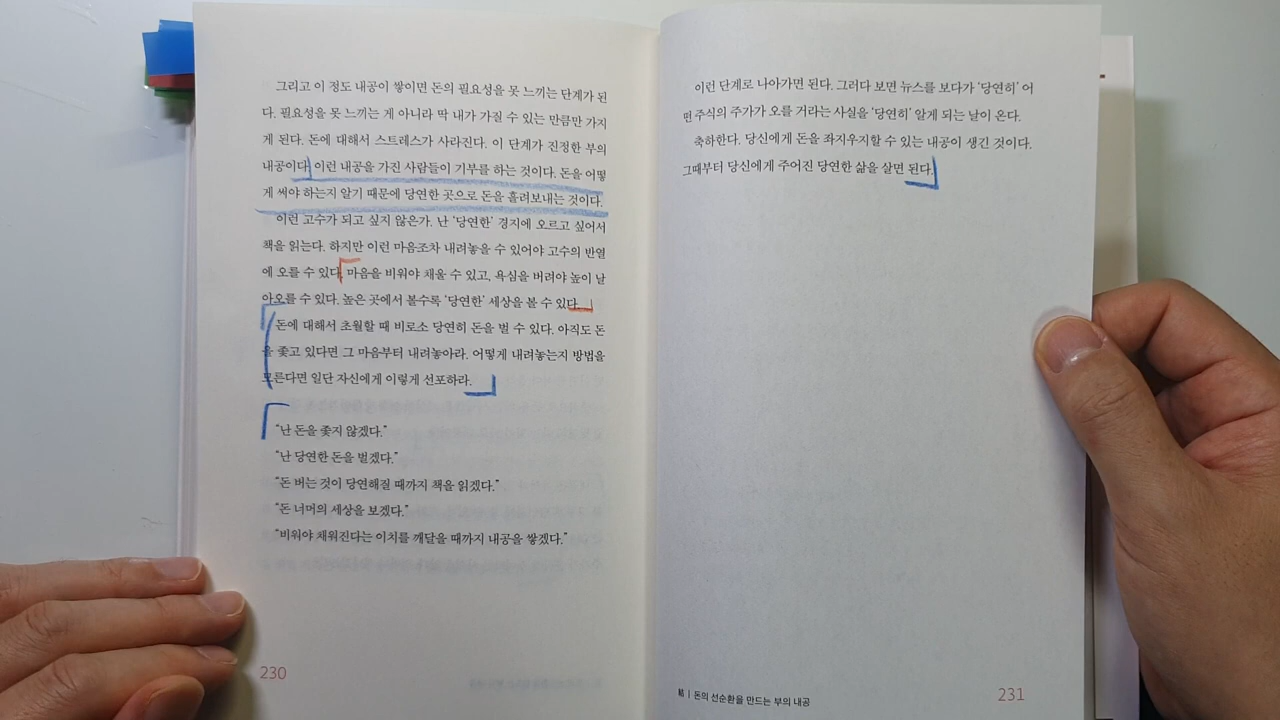 그리고 이 정도 내공이 쌓이면 돈의 필요성을 못 느끼는 단계가 된
다. 필요성을 못 느끼는 게 아니라 딱 내가 가질 수 있는 만큼만 가지
게 된다. 돈에 대해서 스트레스가 사라진다. 이 단계가 진정한 부의
내공이다. 이런 내공을 가진 사람들이 기부를 하는 것이다. 돈을 어떻
게 써야 하는지 알기 때문에 당연한 곳으로 돈을 흘려보내는 것이다.
이런 고수가 되고 싶지 않은가. 난 ‘당연한’ 경지에 오르고 싶어서
책을 읽는다. 하지만 이런 마음조차 내려놓을 수 있어야 고수의 반열
에 오를 수 있다. 마음을 비워야 채울 수 있고, 욕심을 버려야 높이 날
아오를 수 있다. 높은 곳에서 볼수록 ‘당연한’ 세상을 볼 수 있다.
돈에 대해서 초월할 때 비로소 당연히 돈을 벌 수 있다. 아직도 돈
을 좇고 있다면 그 마음부터 내려놓아라. 어떻게 내려놓는지 방법을
모른다면 일단 자신에게 이렇게 선포하라.
“난 돈을 좇지 않겠다.”
“난 당연한 돈을 벌겠다.”
“돈 버는 것이 당연해질 때까지 책을 읽겠다.”
“돈 너머의 세상을 보겠다.”
“비워야 채워진다는 이치를 깨달을 때까지 내공을 쌓겠다.”
230
이런 단계로 나아가면 된다. 그러다 보면 뉴스를 보다가 ‘당연히’ 어
떤 주식의 주가가 오를 거라는 사실을 ‘당연히’ 알게 되는 날이 온다.
축하한다. 당신에게 돈을 좌지우지할 수 있는 내공이 생긴 것이다.
그때부터 당신에게 주어진 당연한 삶을 살면 된다.
結 | 돈의 선순환을 만드는 부의 내공
231